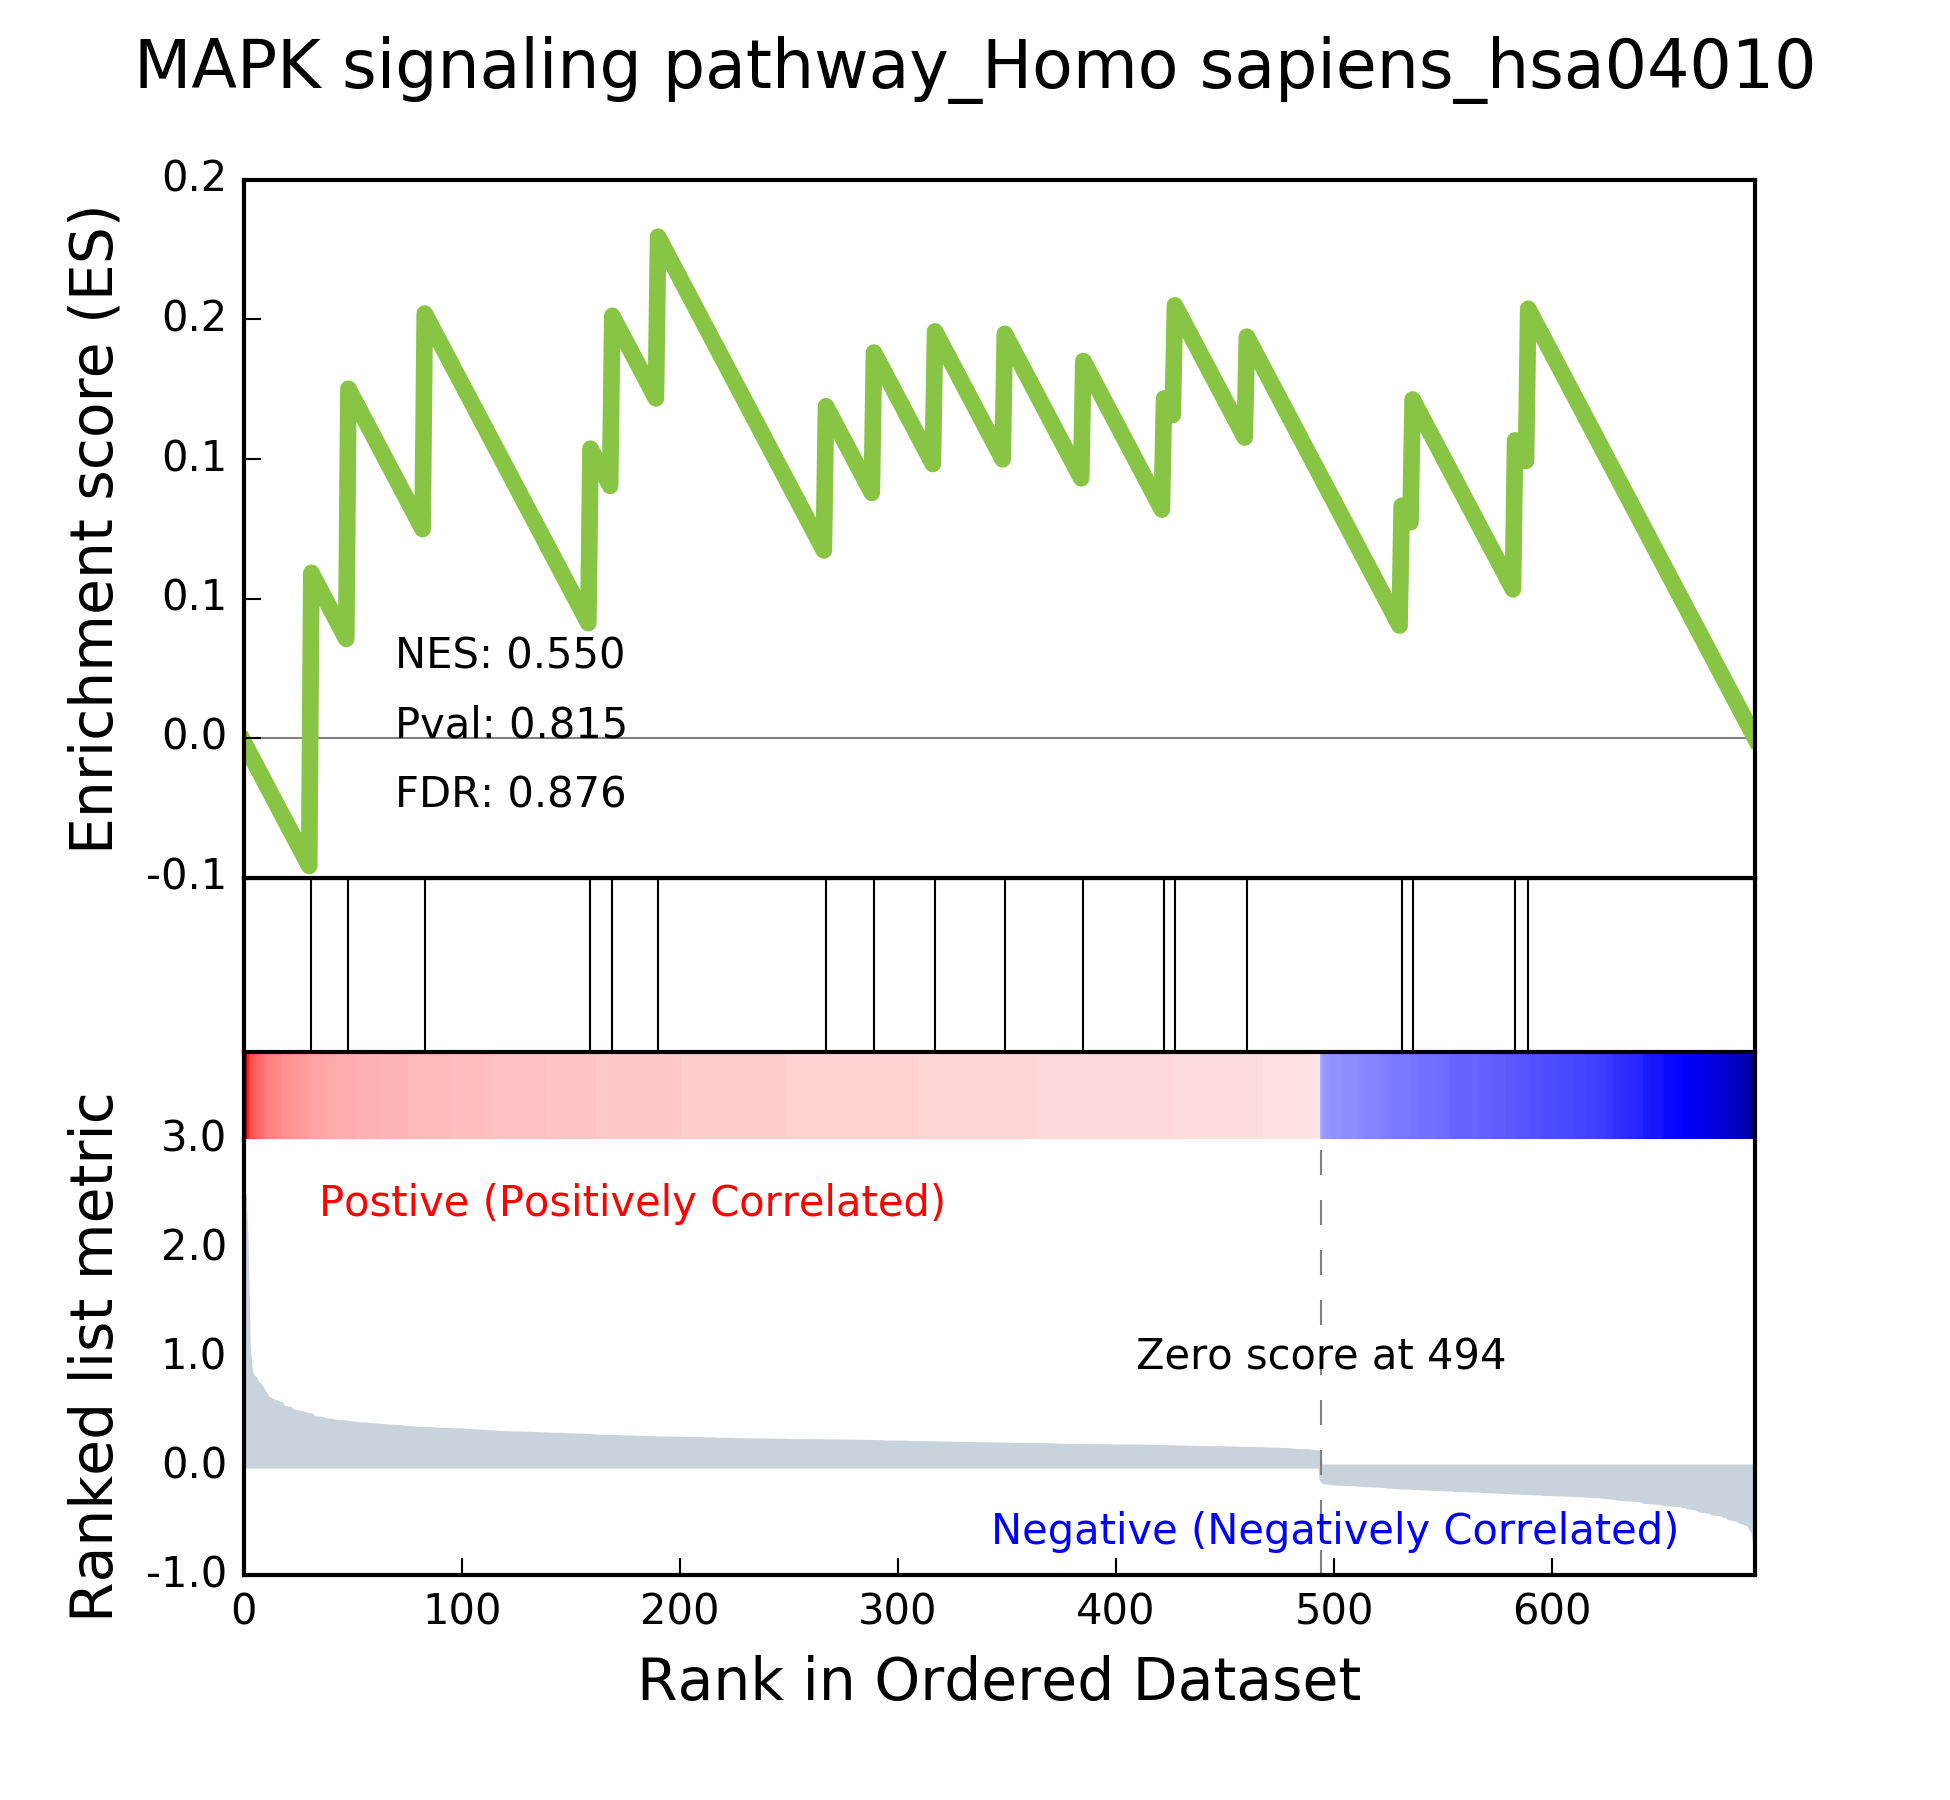 MAPK signaling pathway_Homo sapiens_hsa04010
Enrichment score (ES)
0.2
0.2
0.1
0.1
0.0
-0.1
NES: 0.550
Pval: 0.815
FDR: 0.876
Ranked list metric
3.0
2.0
1.0
0.0
-1.0
Postive (Positively Correlated)
Zero score at 494
Negative (Negatively Correlated)
0 100 200 300 400 500 600
Rank in Ordered Dataset